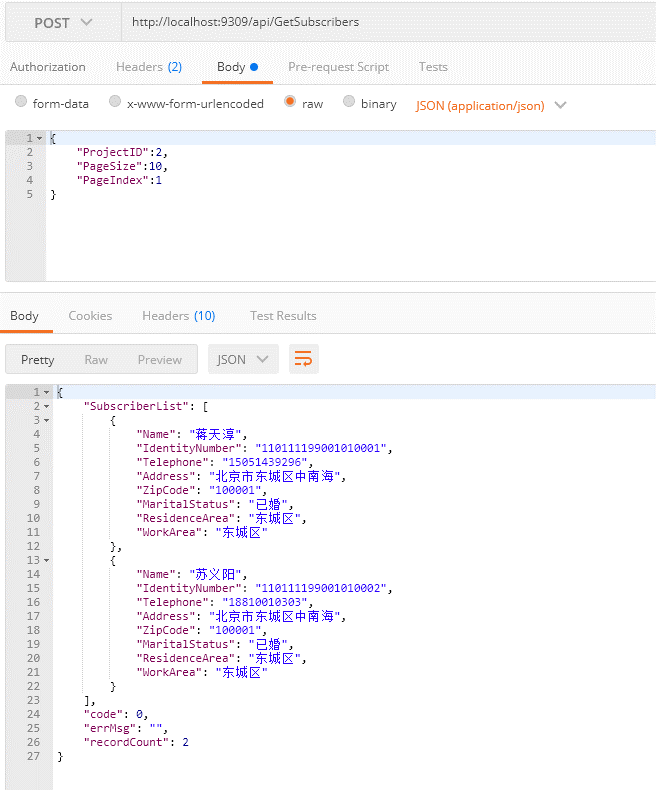 POST
http://localhost:9309/api/GetSubscribers
Authorization Headers (2) Body Pre-request Script Tests
form-data x-www-form-urlencoded raw binary JSON (application/json)
1 {
2 "ProjectID":2,
3 "PageSize":10,
4 "PageIndex":1
5 }
Body Cookies Headers (10) Test Results
Pretty Raw Preview JSON
1 {
2 "SubscriberList": [
3 {
4 "Name": "蒋天淳",
5 "IdentityNumber": "110111199001010001",
6 "Telephone": "15051439296",
7 "Address": "北京市东城区中南海",
8 "ZipCode": "100001",
9 "MaritalStatus": "已婚",
10 "ResidenceArea": "东城区",
11 "WorkArea": "东城区"
12 },
13 {
14 "Name": "苏义阳",
15 "IdentityNumber": "110111199001010002",
16 "Telephone": "18810010303",
17 "Address": "北京市东城区中南海",
18 "ZipCode": "100001",
19 "MaritalStatus": "已婚",
20 "ResidenceArea": "东城区",
21 "WorkArea": "东城区"
22 }
23 ],
24 "code": 0,
25 "errMsg": "",
26 "recordCount": 2
27 }